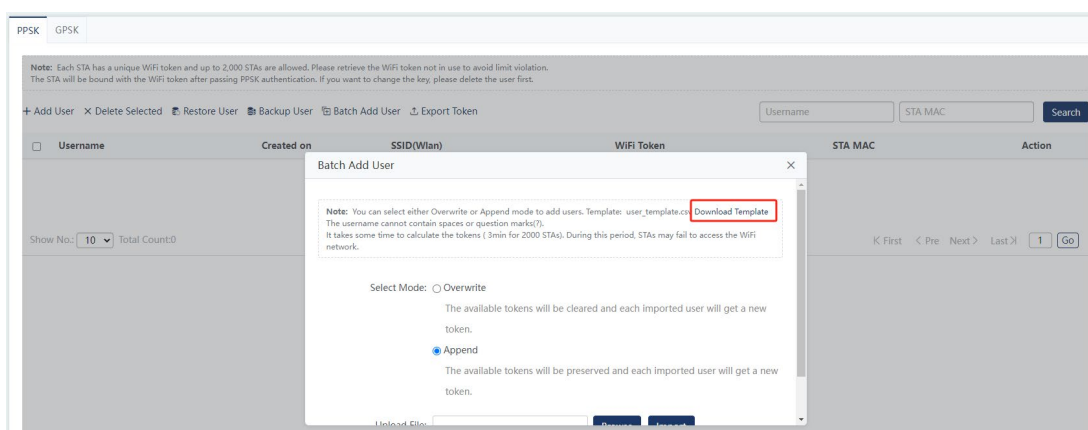 PPSK GPSK
Note: Each STA has a unique WiFi token and up to 2,000 STAs are allowed. Please retrieve the WiFi token not in use to avoid limit violation.
The STA will be bound with the WiFi token after passing PPSK authentication. If you want to change the key, please delete the user first.
Add User Delete Selected Restore User Backup User Batch Add User Export Token Username STA MAC Search
Username Created on SSID(Wlan) WiFi Token STA MAC Action
Batch Add User
Note: You can select either Overwrite or Append mode to add users. Template: user_template.csv Download Template
The username cannot contain spaces or question marks(?).
It takes some time to calculate the tokens ( 3min for 2000 STAs). During this period, STAs may fail to access the WiFi
network.
Show No.: 10 Total Count:0 First Pre Next Last 1 Go
Select Mode: Overwrite
The available tokens will be cleared and each imported user will get a new
token.
Append
The available tokens will be preserved and each imported user will get a new
token.
Upload File: Browse Import